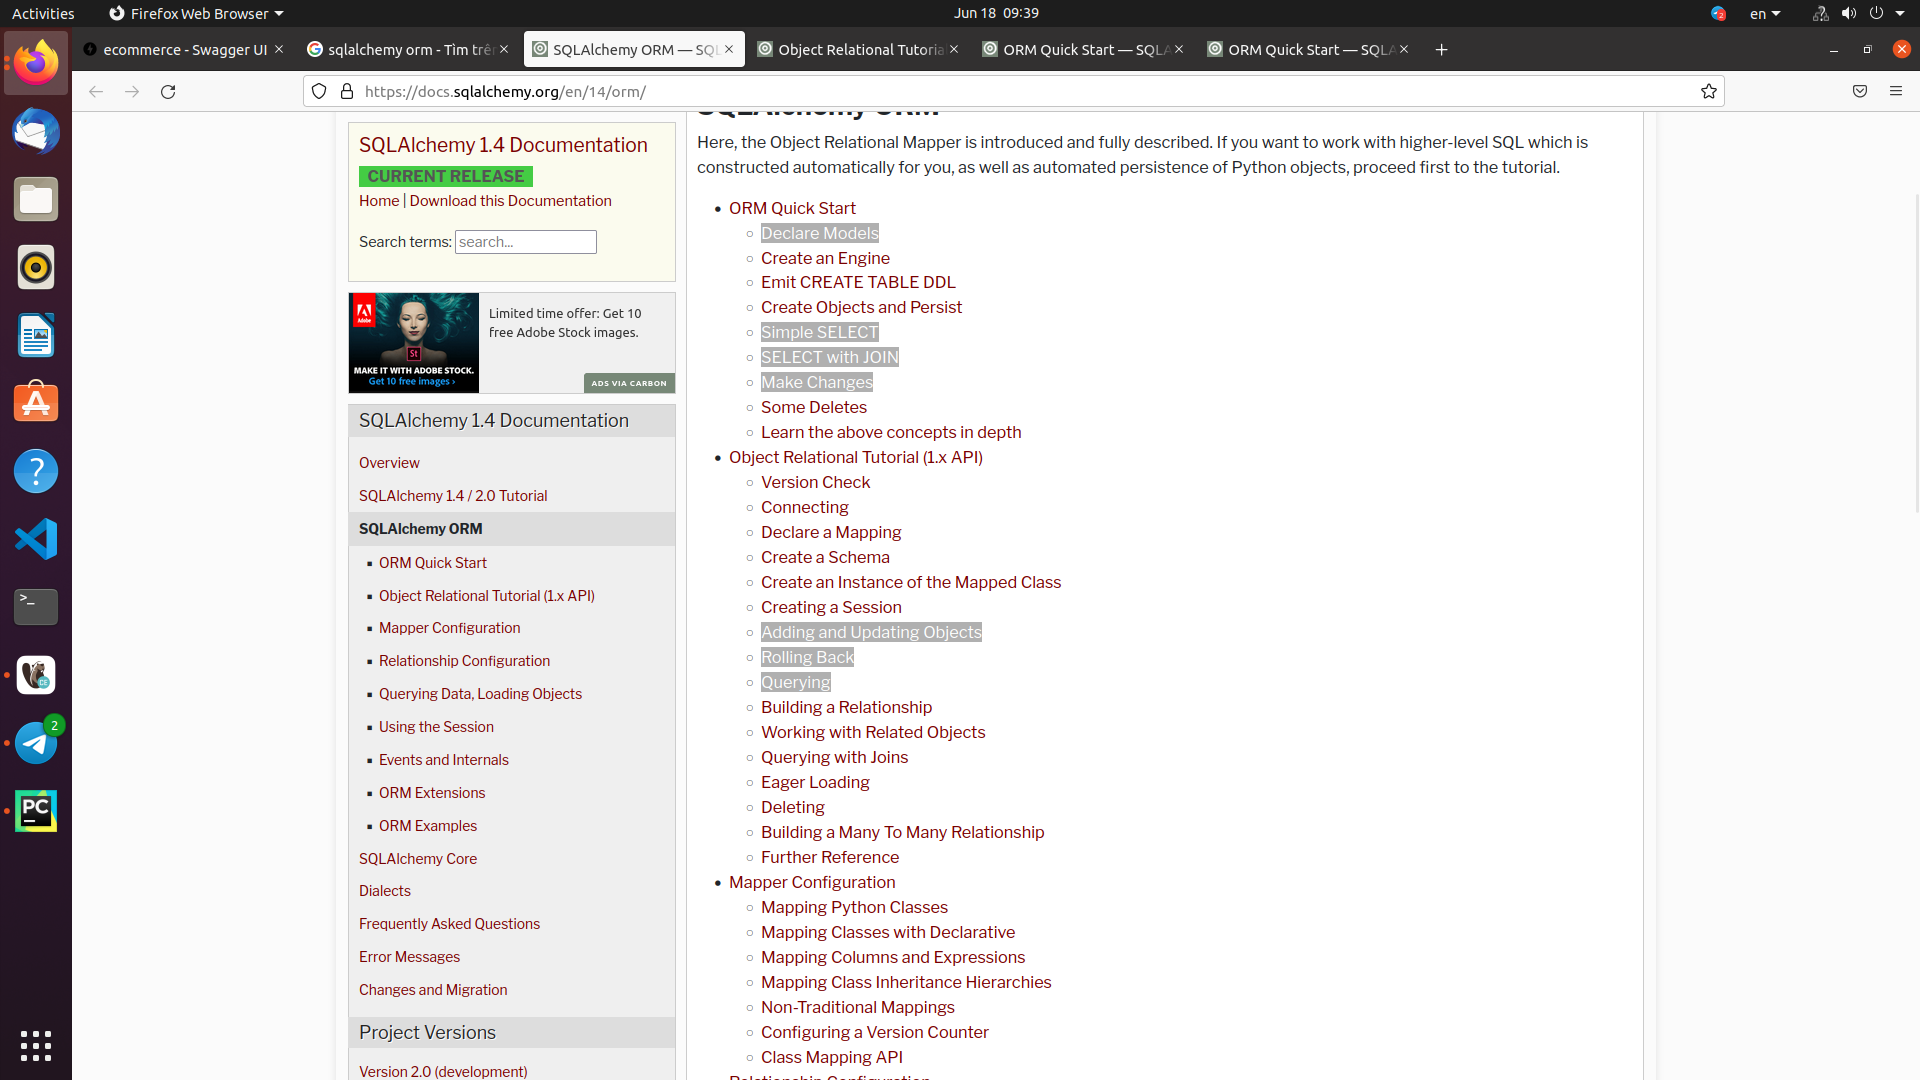 Activities
Firefox Web Browser
Jun 18 09:39
2
en
ecommerce - Swagger UI
sqlalchemy orm - Tìm trên
SQLAlchemy ORM — SQL
Object Relational Tutoria
ORM Quick Start — SQLA
ORM Quick Start — SQLA
https://docs.sqlalchemy.org/en/14/orm/
SQLAlchemy 1.4 Documentation
CURRENT RELEASE
Home | Download this Documentation
Search terms: search...
Adobe
St
MAKE IT WITH ADOBE STOCK.
Get 10 free images ›
Limited time offer: Get 10
free Adobe Stock images.
ADS VIA CARBON
SQLAlchemy 1.4 Documentation
Overview
SQLAlchemy 1.4 / 2.0 Tutorial
SQLAlchemy ORM
ORM Quick Start
Object Relational Tutorial (1.x API)
Mapper Configuration
Relationship Configuration
Querying Data, Loading Objects
Using the Session
Events and Internals
ORM Extensions
ORM Examples
SQLAlchemy Core
Dialects
Frequently Asked Questions
Error Messages
Changes and Migration
Project Versions
Version 2.0 (development)
SQLAlchemy ORM
Here, the Object Relational Mapper is introduced and fully described. If you want to work with higher-level SQL which is
constructed automatically for you, as well as automated persistence of Python objects, proceed first to the tutorial.
ORM Quick Start
Declare Models
Create an Engine
Emit CREATE TABLE DDL
Create Objects and Persist
Simple SELECT
SELECT with JOIN
Make Changes
Some Deletes
Learn the above concepts in depth
Object Relational Tutorial (1.x API)
Version Check
Connecting
Declare a Mapping
Create a Schema
Create an Instance of the Mapped Class
Creating a Session
Adding and Updating Objects
Rolling Back
Querying
Building a Relationship
Working with Related Objects
Querying with Joins
Eager Loading
Deleting
Building a Many To Many Relationship
Further Reference
Mapper Configuration
Mapping Python Classes
Mapping Classes with Declarative
Mapping Columns and Expressions
Mapping Class Inheritance Hierarchies
Non-Traditional Mappings
Configuring a Version Counter
Class Mapping API
Relationship Configuration
>_
CE
2
PC